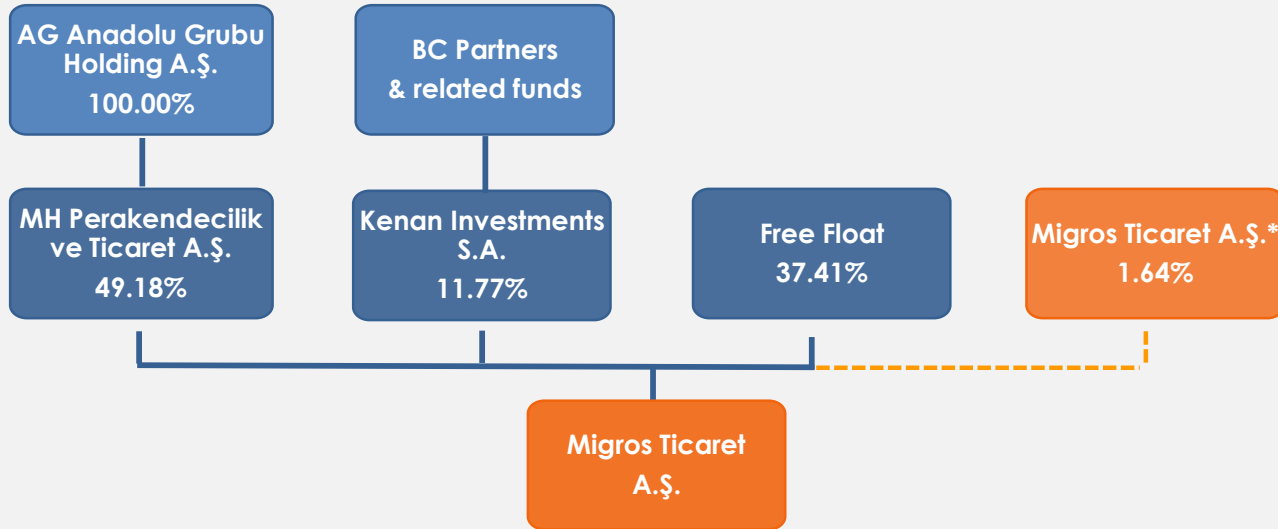 AG Anadolu Grubu
Holding A.Ş.
100.00%
BC Partners
& related funds
MH Perakendecilik
ve Ticaret A.Ş.
49.18%
Kenan Investments
S.A.
11.77%
Free Float
37.41%
Migros Ticaret A.Ş.*
1.64%
Migros Ticaret
A.Ş.